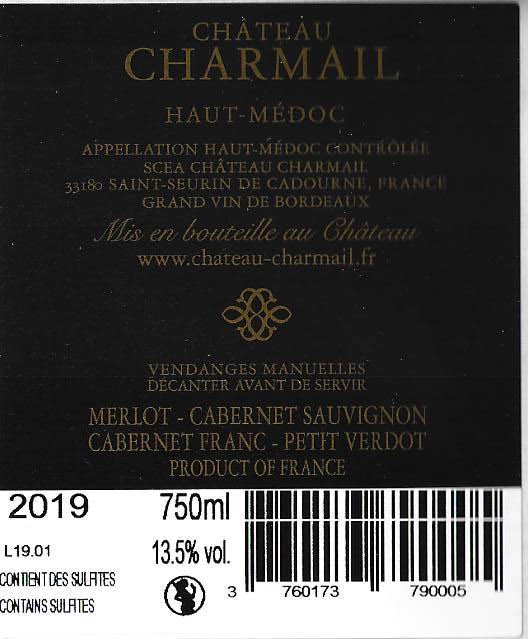 CHÂTEAU
CHARMAIL
HAUT-MÉDOC
APPELLATION HAUT-MÉDOC CONTRÔLÉE
SCEA CHÂTEAU CHARMAIL
33180 SAINT-SEURIN DE CADOURNE, FRANCE
GRAND VIN DE BORDEAUX
Mis en bouteille au Château
www.chateau-charmail.fr
VENDANGES MANUELLES
DÉCANTER AVANT DE SERVIR
MERLOT - CABERNET SAUVIGNON
CABERNET FRANC - PETIT VERDOT
PRODUCT OF FRANCE
2019 750ml
L19.01 13.5% vol.
CONTIENT DES SULFITES
CONTAINS SULFITES
3 760173 790005